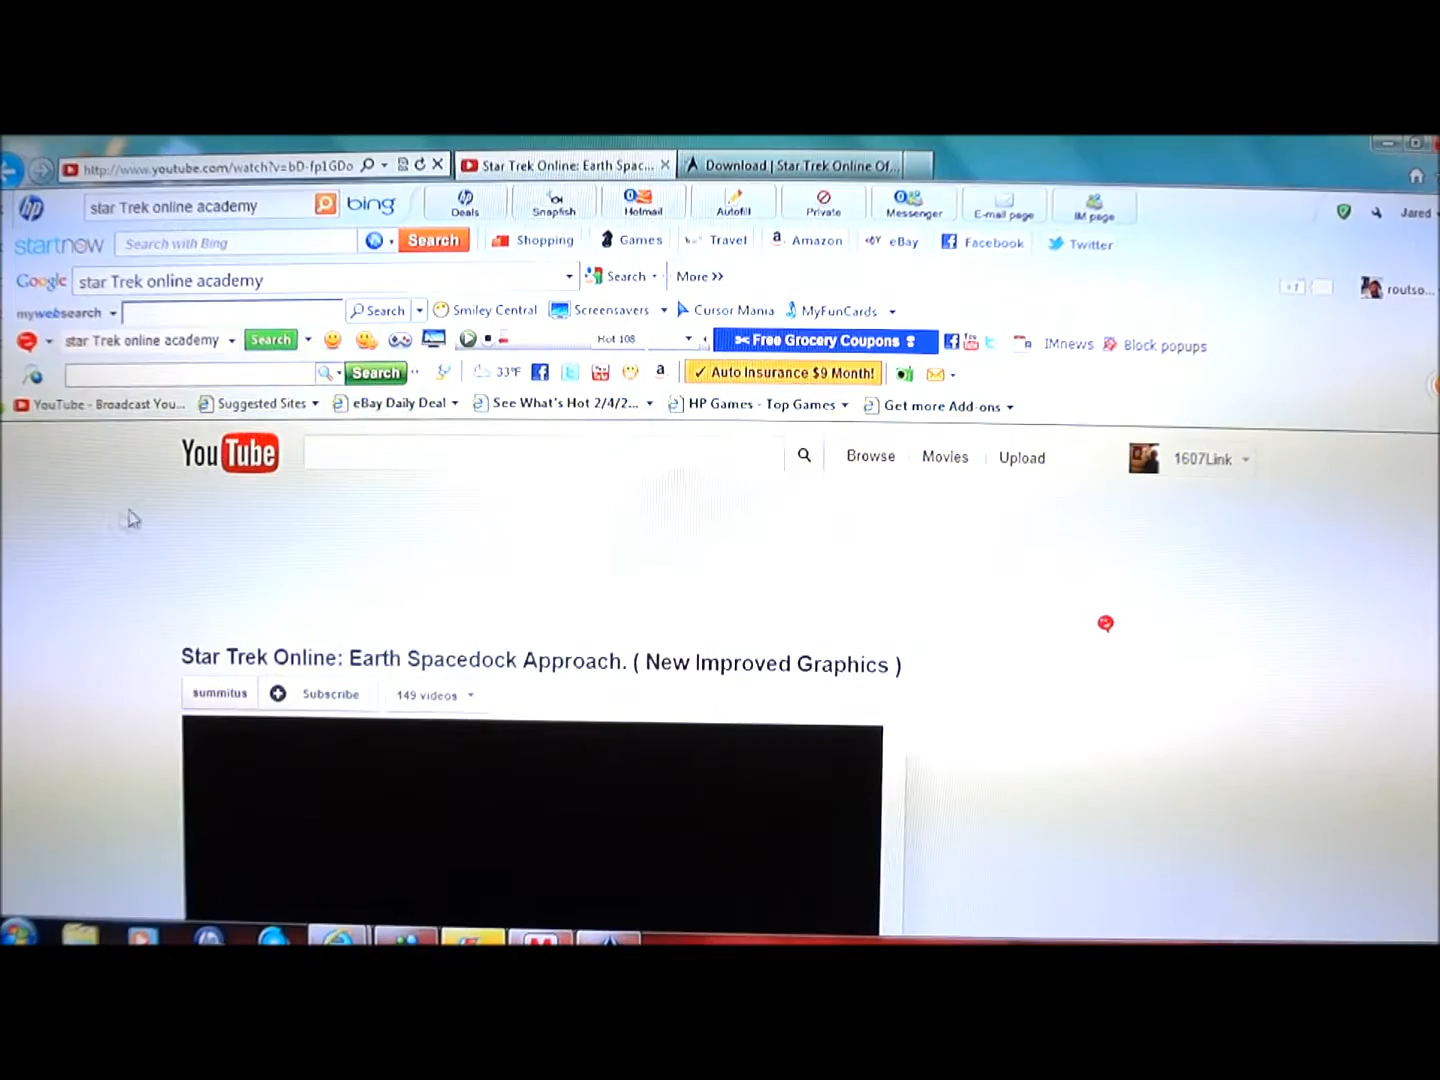 http://www.youtube.com/watch?v=bD-fp1GDo
Star Trek Online: Earth Spac...
Download | Star Trek Online Of...
hp
star Trek online academy
bing
Deals
Snapfish
Hotmail
Autofill
Private
Messenger
E-mail page
IM page
Jared
startnow
Search with Bing
Search
Shopping
Games
Travel
Amazon
eBay
Facebook
Twitter
Google
star Trek online academy
Search
More >>
+1
routso...
mywebsearch
Search
Smiley Central
Screensavers
Cursor Mania
MyFunCards
star Trek online academy
Search
Hot 108
Free Grocery Coupons
IMnews
Block popups
Search
33°F
Auto Insurance $9 Month!
YouTube - Broadcast You...
Suggested Sites
eBay Daily Deal
See What's Hot 2/4/2...
HP Games - Top Games
Get more Add-ons
YouTube
Browse
Movies
Upload
1607Link
Star Trek Online: Earth Spacedock Approach. ( New Improved Graphics )
summitus
Subscribe
149 videos